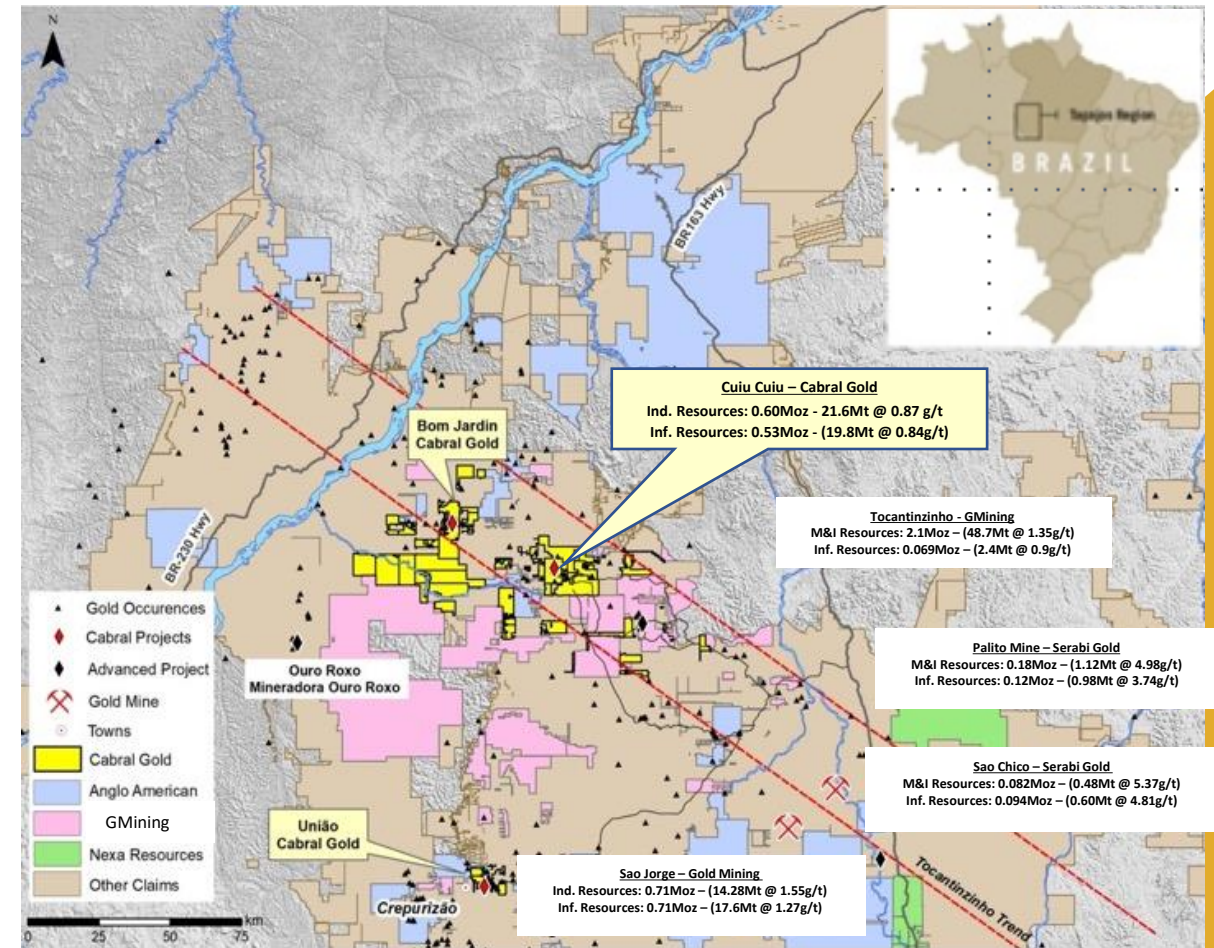 N
Tapajos Region
BRAZIL
BR163 Hwy
Cuiu Cuiu – Cabral Gold
Ind. Resources: 0.60Moz - 21.6Mt @ 0.87 g/t
Inf. Resources: 0.53Moz - (19.8Mt @ 0.84g/t)
Bom Jardin
Cabral Gold
Tocantinzinho - GMining
M&I Resources: 2.1Moz – (48.7Mt @ 1.35g/t)
Inf. Resources: 0.069Moz – (2.4Mt @ 0.9g/t)
BR-230 Hwy
Gold Occurences
Cabral Projects
Advanced Project
Gold Mine
Towns
Cabral Gold
Anglo American
GMining
Nexa Resources
Other Claims
Ouro Roxo
Mineradora Ouro Roxo
Palito Mine – Serabi Gold
M&I Resources: 0.18Moz – (1.12Mt @ 4.98g/t)
Inf. Resources: 0.12Moz – (0.98Mt @ 3.74g/t)
Sao Chico – Serabi Gold
M&I Resources: 0.082Moz – (0.48Mt @ 5.37g/t)
Inf. Resources: 0.094Moz – (0.60Mt @ 4.81g/t)
União
Cabral Gold
Sao Jorge – Gold Mining
Ind. Resources: 0.71Moz – (14.28Mt @ 1.55g/t)
Inf. Resources: 0.71Moz – (17.6Mt @ 1.27g/t)
Crepurizão
Tocantinzinho Trend
km
0 25 50 75